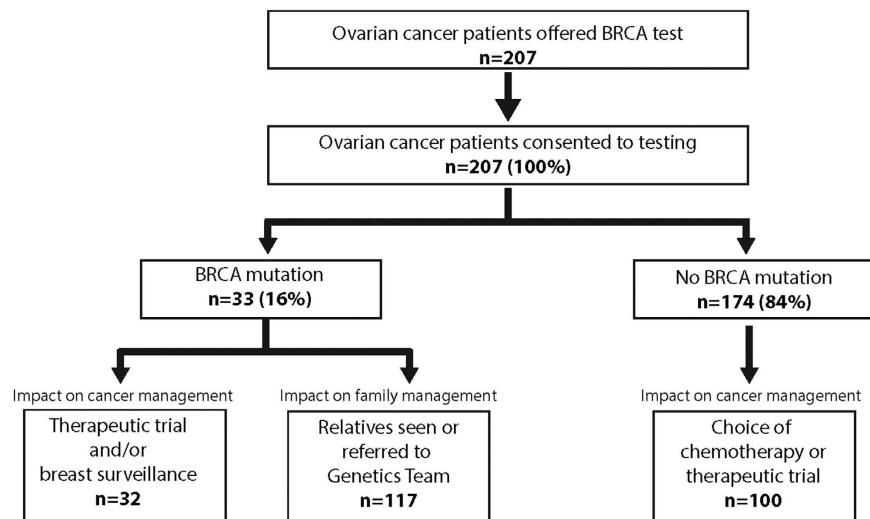 Ovarian cancer patients offered BRCA test
n=207
Ovarian cancer patients consented to testing
n=207 (100%)
BRCA mutation
n=33 (16%)
No BRCA mutation
n=174 (84%)
Impact on cancer management
Therapeutic trial
and/or
breast surveillance
n=32
Impact on family management
Relatives seen or
referred to
Genetics Team
n=117
Impact on cancer management
Choice of
chemotherapy or
therapeutic trial
n=100